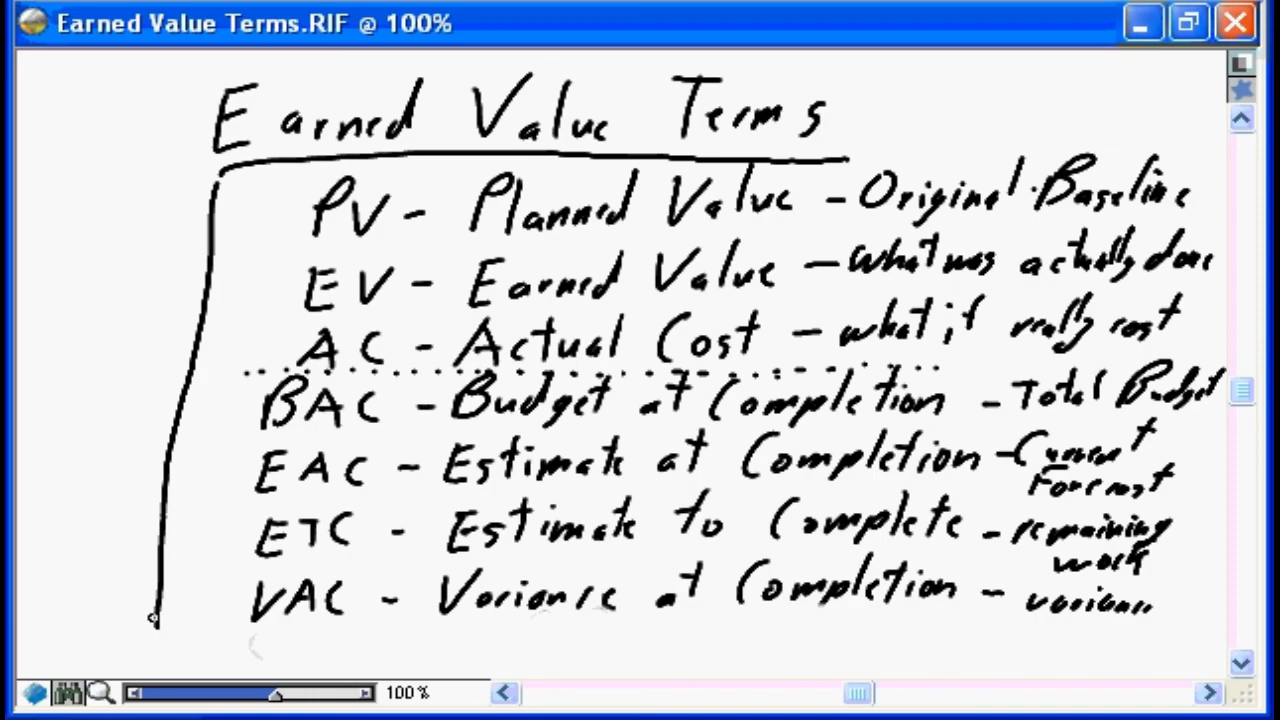 Earned Value Terms.RIF @ 100%
Earned Value Terms
PV - Planned Value - Original Baseline
EV - Earned Value - what was actually done
AC - Actual Cost - what it really cost
BAC - Budget at Completion - Total Budget
EAC - Estimate at Completion - Current
Forecast
ETC - Estimate to Complete - remaining
work
VAC - Variance at Completion - variance
100%